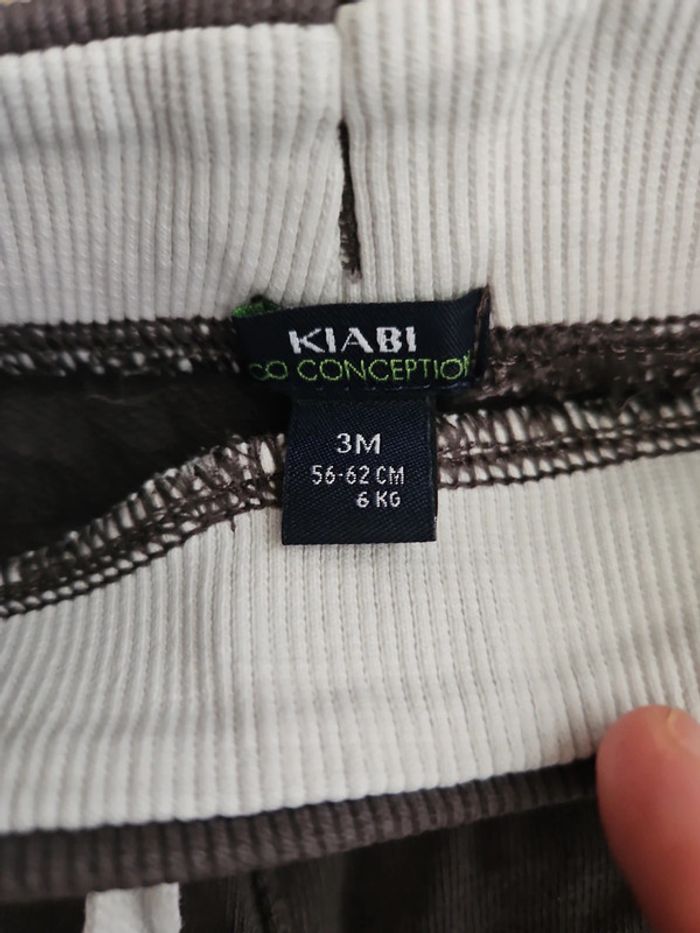 KIABI
CO CONCEPTION
3M
56-62 CM
6 KG